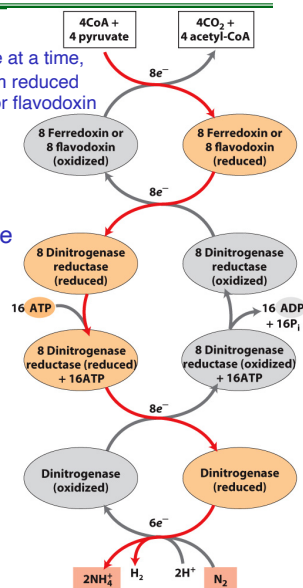 4CoA +
4 pyruvate
4CO₂ +
4 acetyl-CoA
e at a time,
n reduced
or flavodoxin
8e⁻
8 Ferredoxin or
8 flavodoxin
(oxidized)
8 Ferredoxin or
8 flavodoxin
(reduced)
8e⁻
e
8 Dinitrogenase
reductase
(reduced)
8 Dinitrogenase
reductase
(oxidized)
16 ATP
16 ADP
+ 16Pᵢ
8 Dinitrogenase
reductase (reduced)
+ 16ATP
8 Dinitrogenase
reductase (oxidized)
+ 16ATP
8e⁻
Dinitrogenase
(oxidized)
Dinitrogenase
(reduced)
6e⁻
2NH₄⁺
H₂
2H⁺
N₂